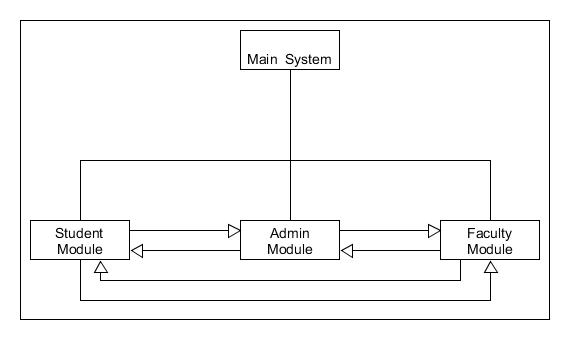 Main System
Student
Module
Admin
Module
Faculty
Module